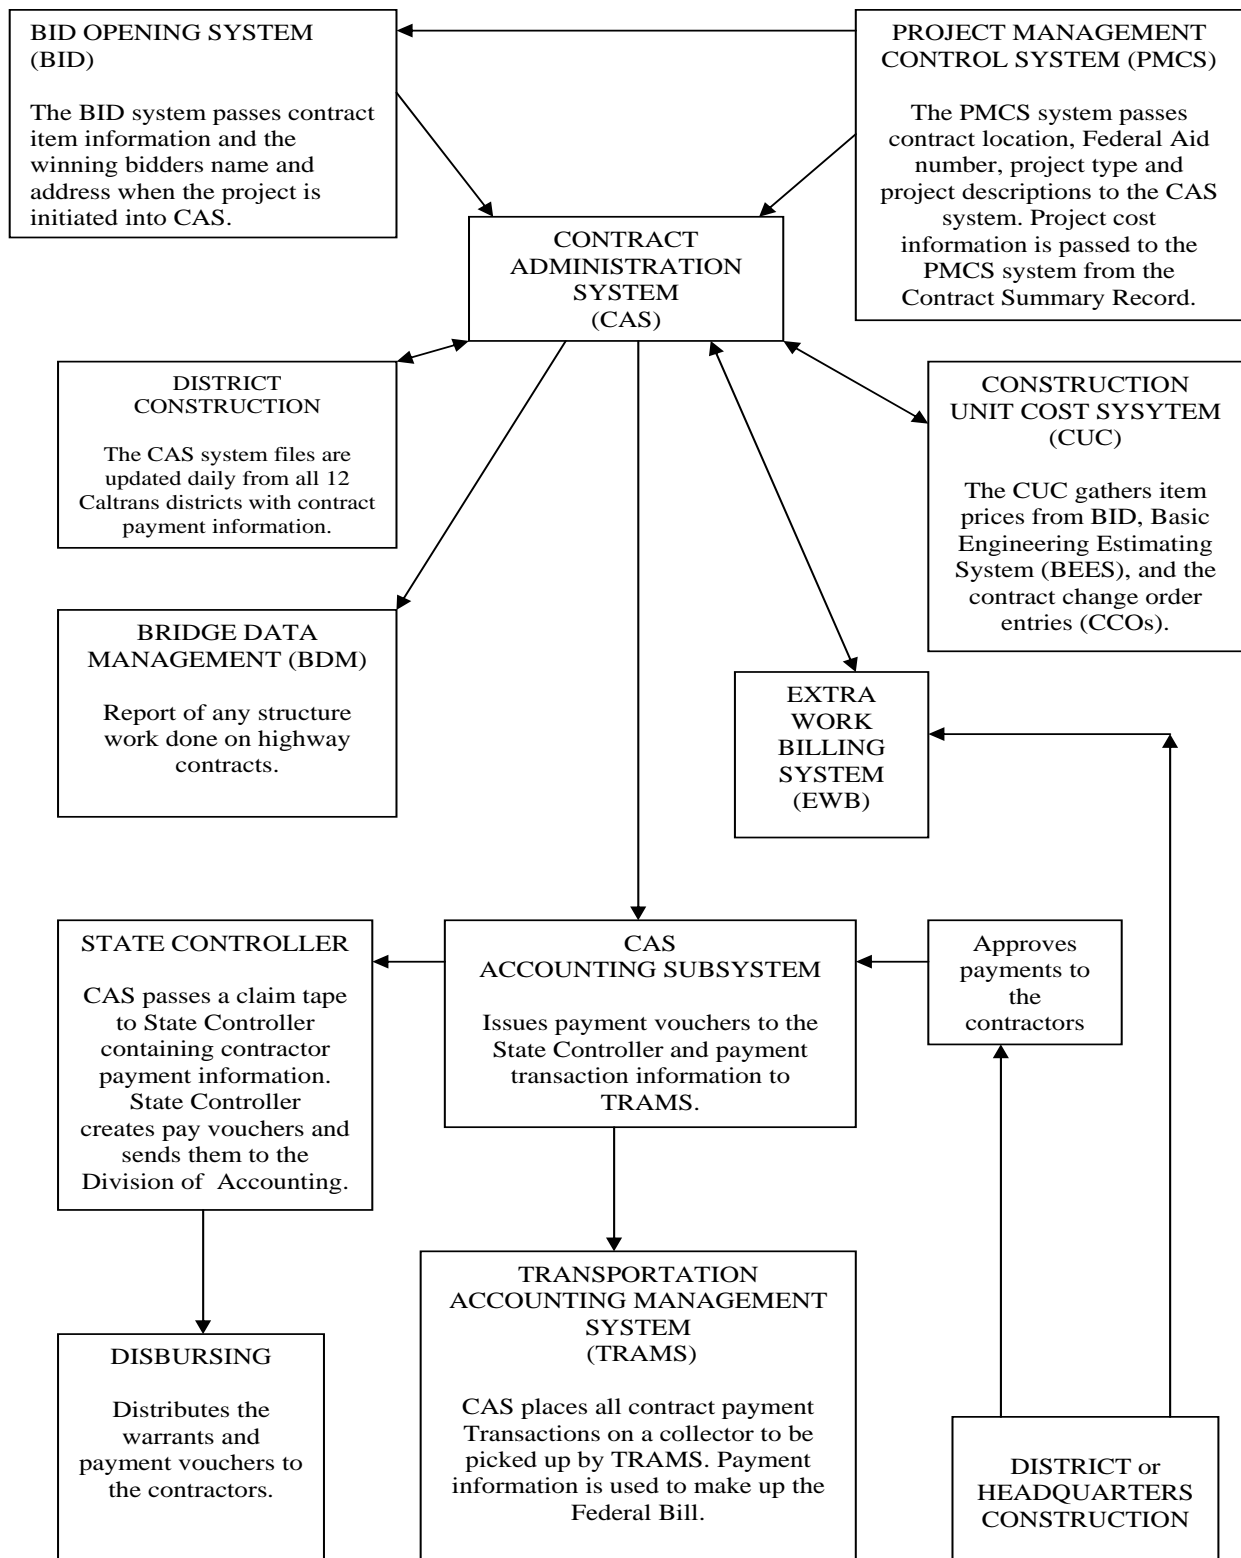 BID OPENING SYSTEM
(BID)
The BID system passes contract
item information and the
winning bidders name and
address when the project is
initiated into CAS.
PROJECT MANAGEMENT
CONTROL SYSTEM (PMCS)
The PMCS system passes
contract location, Federal Aid
number, project type and
project descriptions to the CAS
system. Project cost
information is passed to the
PMCS system from the
Contract Summary Record.
CONTRACT
ADMINISTRATION
SYSTEM
(CAS)
DISTRICT
CONSTRUCTION
The CAS system files are
updated daily from all 12
Caltrans districts with contract
payment information.
CONSTRUCTION
UNIT COST SYSYTEM
(CUC)
The CUC gathers item
prices from BID, Basic
Engineering Estimating
System (BEES), and the
contract change order
entries (CCOs).
BRIDGE DATA
MANAGEMENT (BDM)
Report of any structure
work done on highway
contracts.
EXTRA
WORK
BILLING
SYSTEM
(EWB)
STATE CONTROLLER
CAS passes a claim tape
to State Controller
containing contractor
payment information.
State Controller
creates pay vouchers and
sends them to the
Division of  Accounting.
CAS
ACCOUNTING SUBSYSTEM
Issues payment vouchers to the
State Controller and payment
transaction information to
TRAMS.
Approves
payments to
the
contractors
DISBURSING
Distributes the
warrants and
payment vouchers to
the contractors.
TRANSPORTATION
ACCOUNTING MANAGEMENT
SYSTEM
(TRAMS)
CAS places all contract payment
Transactions on a collector to be
picked up by TRAMS. Payment
information is used to make up the
Federal Bill.
DISTRICT or
HEADQUARTERS
CONSTRUCTION